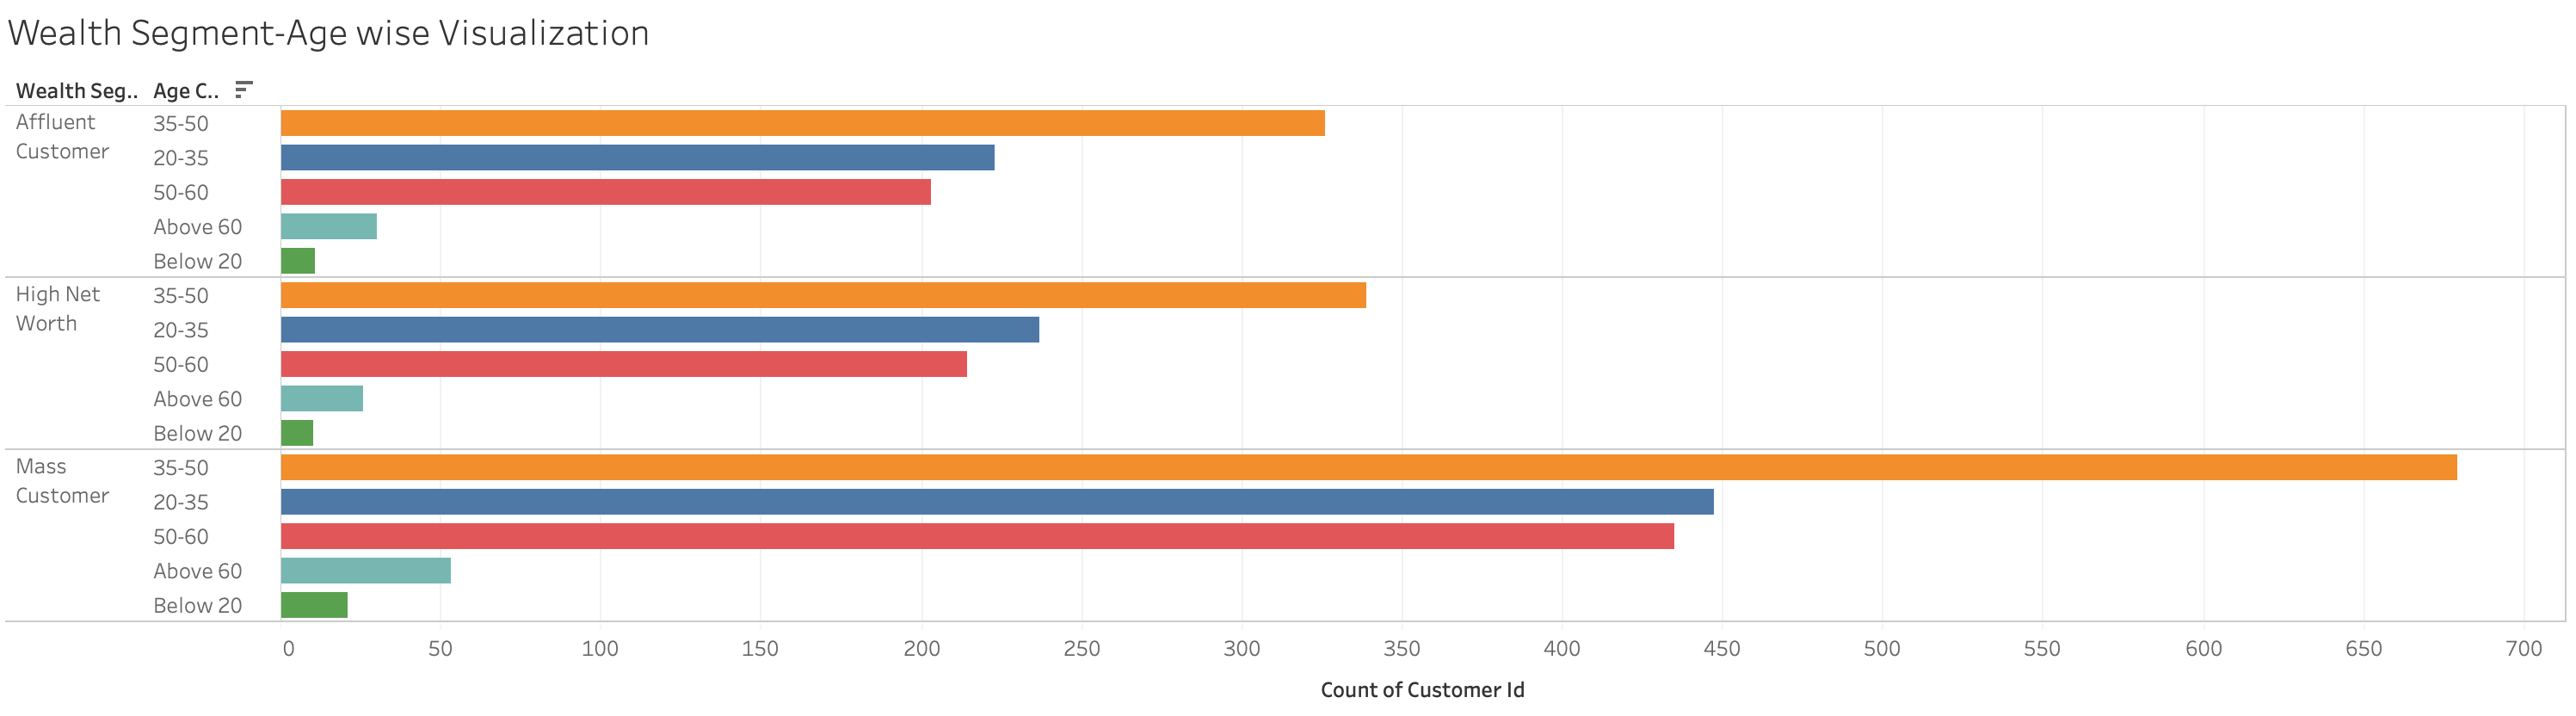 Wealth Segment-Age wise Visualization
Wealth Seg.. Age C..
Affluent Customer
35-50
20-35
50-60
Above 60
Below 20
High Net Worth
35-50
20-35
50-60
Above 60
Below 20
Mass Customer
35-50
20-35
50-60
Above 60
Below 20
0 50 100 150 200 250 300 350 400 450 500 550 600 650 700
Count of Customer Id